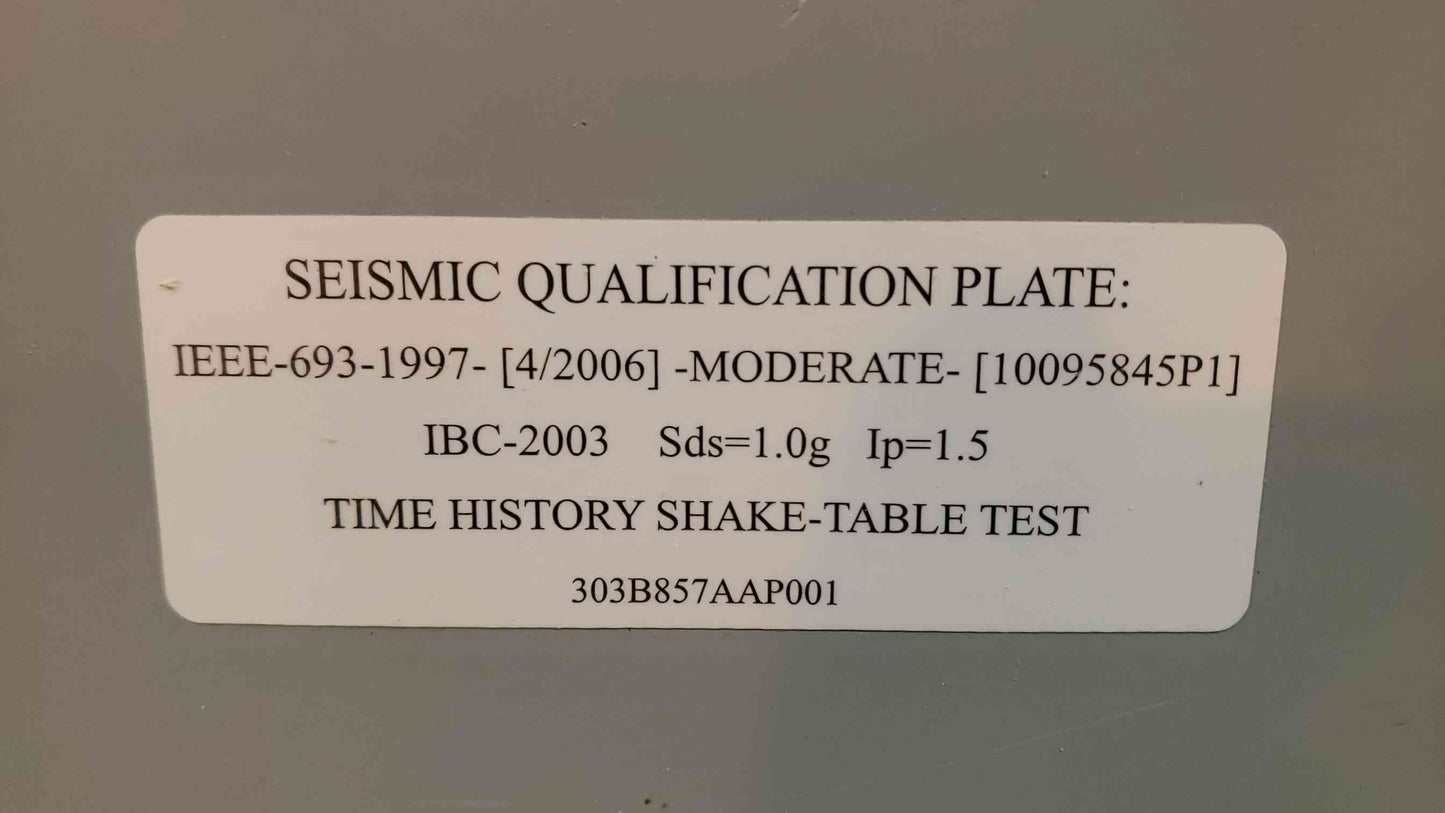 SEISMIC QUALIFICATION PLATE:
IEEE-693-1997- [4/2006] -MODERATE- [10095845P1]
IBC-2003 Sds=1.0g Ip=1.5
TIME HISTORY SHAKE-TABLE TEST
303B857AAP001